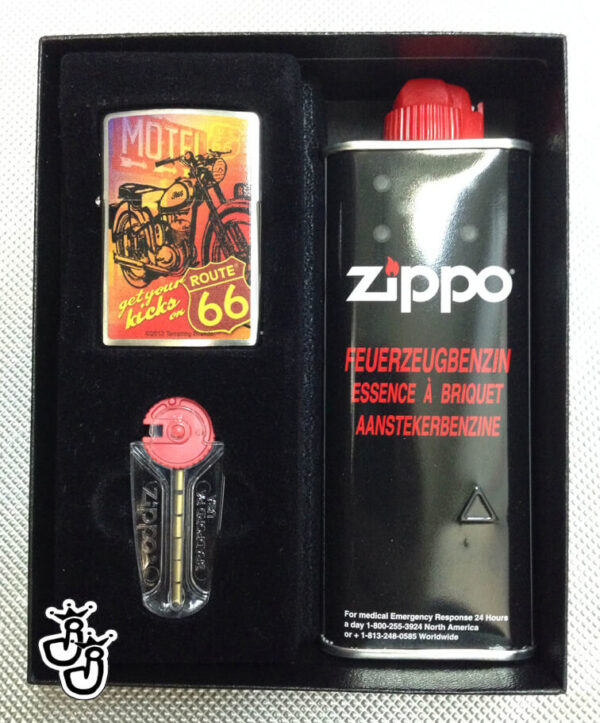 MOTEL
get your
kicks
on
ROUTE
66
zippo
FEUERZEUGBENZIN
ESSENCE À BRIQUET
AANSTEKERBENZINE
For medical Emergency Response 24 Hours
a day 1-800-255-3924 North America
or + 1-813-248-0585 Worldwide
zippo
JR